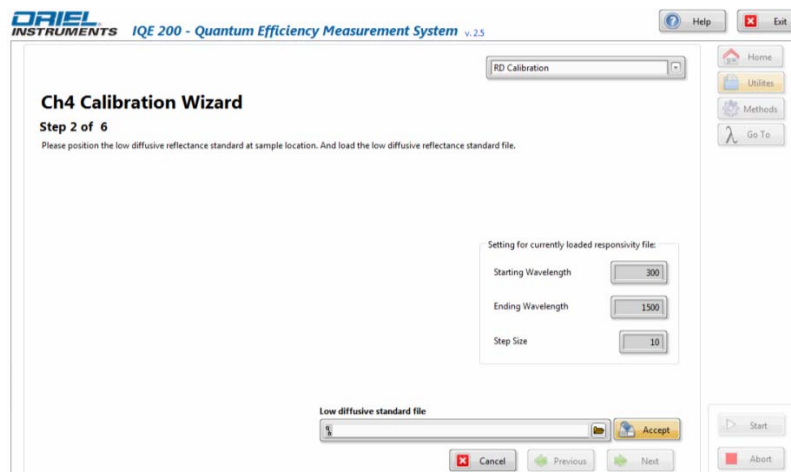 ORIEL INSTRUMENTS IQE 200 - Quantum Efficiency Measurement System v. 2.5
Help
Exit
RD Calibration
Home
Utilites
Methods
λ Go To
Ch4 Calibration Wizard
Step 2 of 6
Please position the low diffusive reflectance standard at sample location. And load the low diffusive reflectance standard file.
Setting for currently loaded responsivity file:
Starting Wavelength 300
Ending Wavelength 1500
Step Size 10
Low diffusive standard file
Accept
Cancel
Previous
Next
Start
Abort